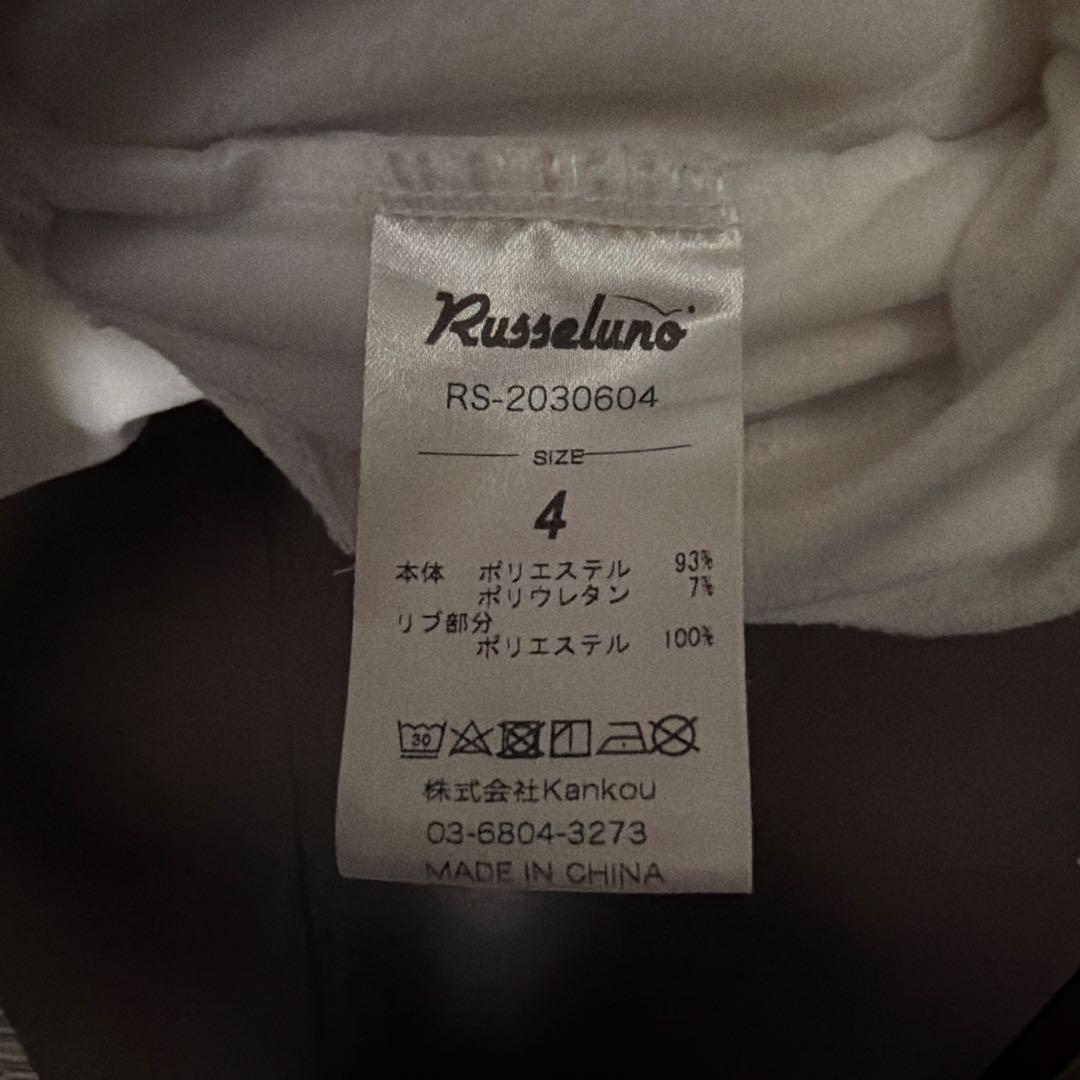 Russeluno
RS-2030604
SIZE
4
本体 ポリエステル 93%
ポリウレタン 7%
リブ部分
ポリエステル 100%
30
株式会社Kankou
03-6804-3273
MADE IN CHINA